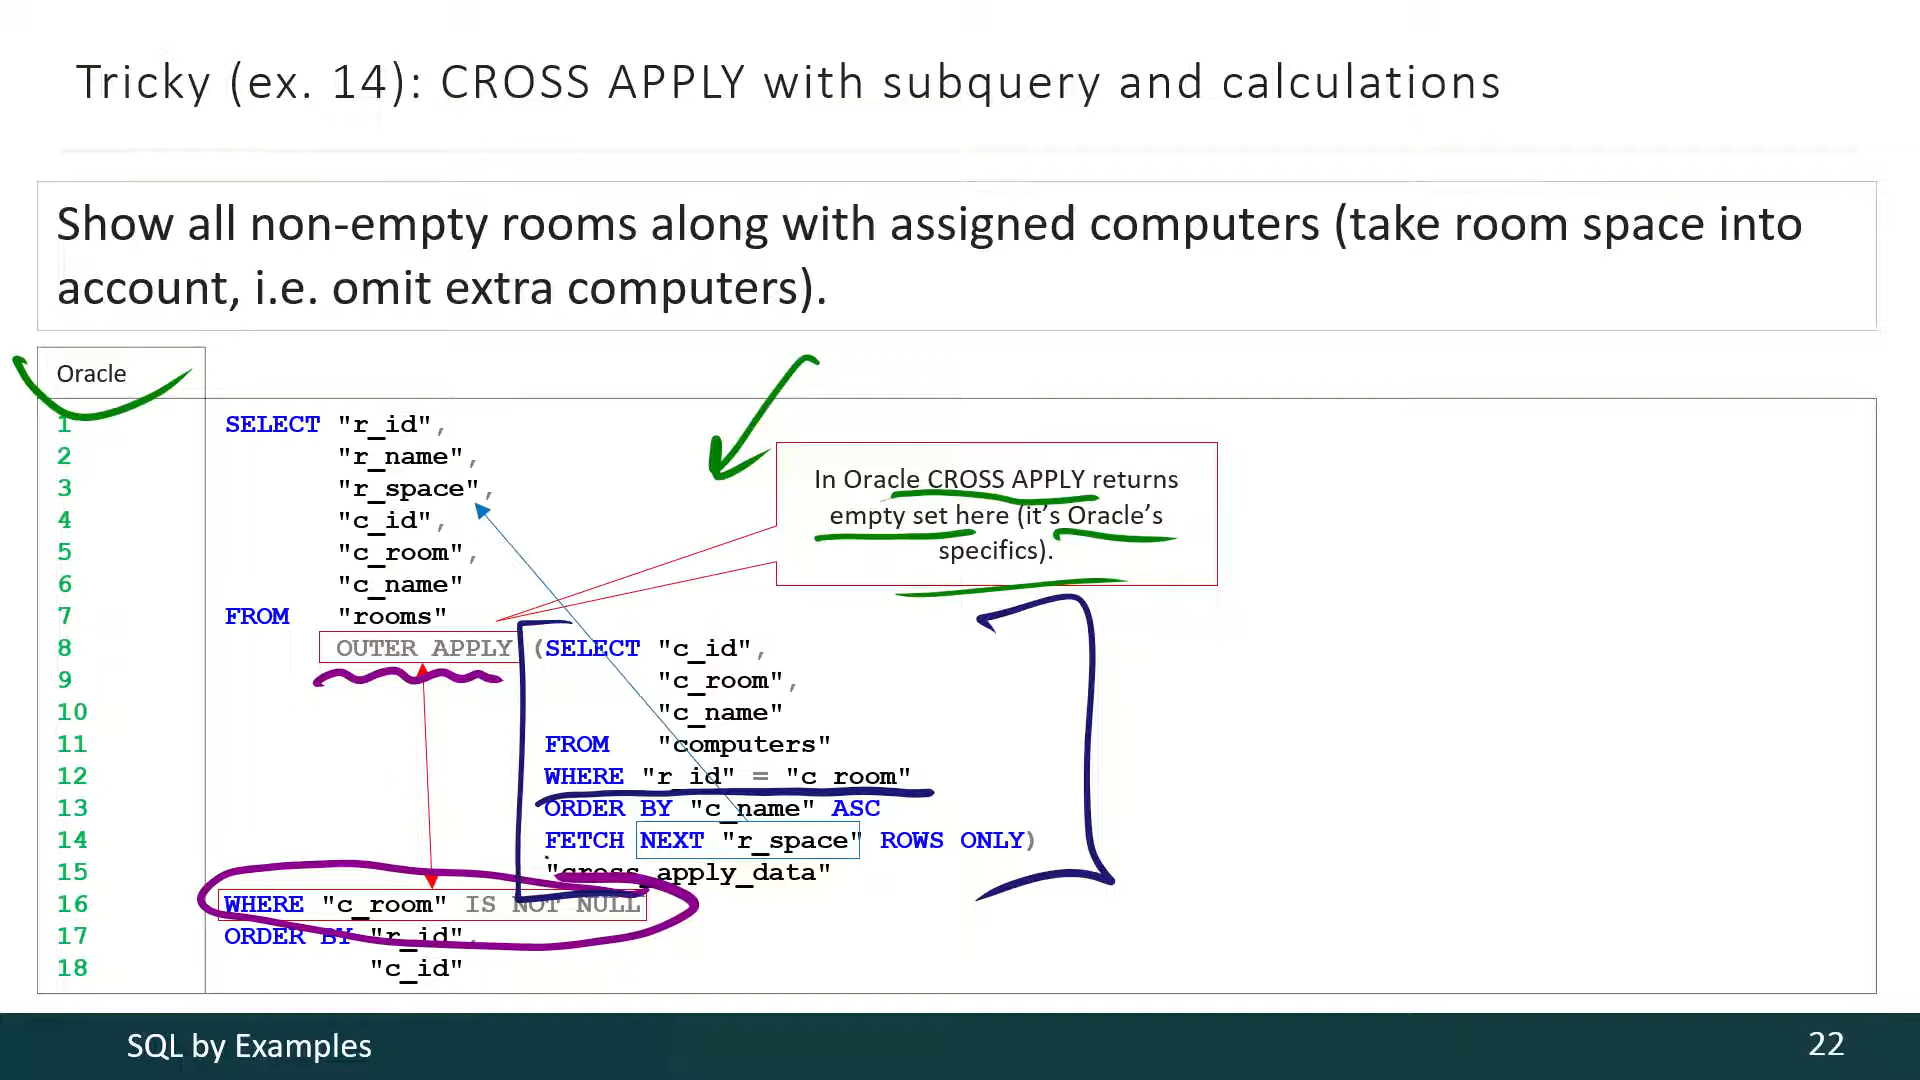 Tricky (ex. 14): CROSS APPLY with subquery and calculations
Show all non-empty rooms along with assigned computers (take room space into
account, i.e. omit extra computers).
Oracle
1 SELECT "r_id",
2 "r_name",
3 "r_space",
4 "c_id",
5 "c_room",
6 "c_name"
7 FROM "rooms"
8 OUTER APPLY (SELECT "c_id",
9 "c_room",
10 "c_name"
11 FROM "computers"
12 WHERE "r_id" = "c_room"
13 ORDER BY "c_name" ASC
14 FETCH NEXT "r_space" ROWS ONLY)
15 "cross_apply_data"
16 WHERE "c_room" IS NOT NULL
17 ORDER BY "r_id",
18 "c_id"
In Oracle CROSS APPLY returns
empty set here (it's Oracle's
specifics).
SQL by Examples
22